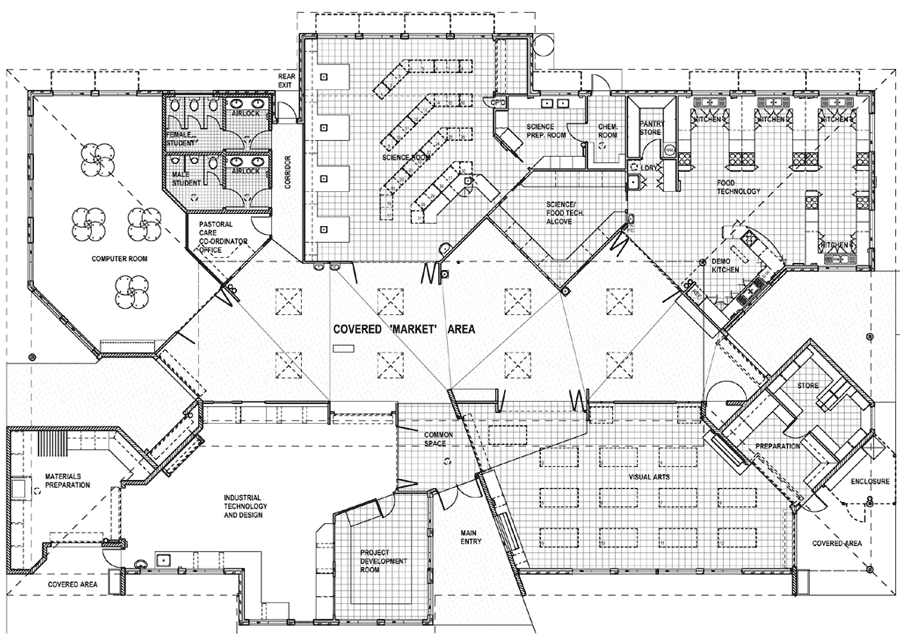 REAR
EXIT
AIRLOCK
FEMALE
STUDENT
MALE
STUDENT
AIRLOCK
CORRIDOR
SCIENCE ROOM
CP'D
SCIENCE
PREP. ROOM
CHEM.
ROOM
PANTRY
STORE
LDRY
KITCHEN
KITCHEN
KITCHEN
FOOD
TECHNOLOGY
KITCHEN
SCIENCE/
FOOD TECH.
ALCOVE
DEMO
KITCHEN
PASTORAL
CARE
CO-ORDINATOR
OFFICE
COMPUTER ROOM
COVERED 'MARKET' AREA
STORE
PREPARATION
ENCLOSURE
COVERED AREA
COMMON
SPACE
VISUAL ARTS
MATERIALS
PREPARATION
INDUSTRIAL
TECHNOLOGY
AND DESIGN
MAIN
ENTRY
PROJECT
DEVELOPMENT
ROOM
COVERED AREA